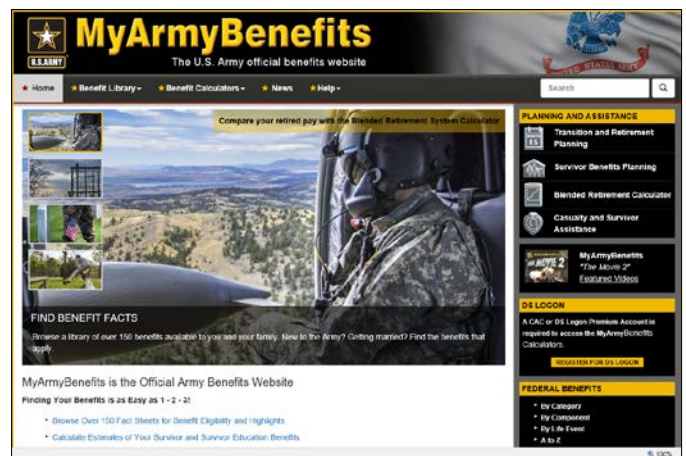 MyArmyBenefits
U.S.ARMY
The U.S. Army official benefits website
UNITED STATES ARMY
Home
Benefit Library
Benefit Calculators
News
Help
Search
Compare your retired pay with the Blended Retirement System Calculator
FIND BENEFIT FACTS
Browse a library of over 150 benefits available to you and your family. New to the Army? Getting married? Find the benefits that
apply.
MyArmyBenefits is the Official Army Benefits Website
Finding Your Benefits is as Easy as 1 - 2 - 3!
Browse Over 150 Fact Sheets for Benefit Eligibility and Highlights
Calculate Estimates of Your Survivor and Survivor Education Benefits
PLANNING AND ASSISTANCE
Transition and Retirement
Planning
Survivor Benefits Planning
Blended Retirement Calculator
Casualty and Survivor
Assistance
THE MOVIE 2
MyArmyBenefits
"The Movie 2"
Featured Videos
DS LOGON
A CAC or DS Logon Premium Account is
required to access the MyArmyBenefits
Calculators.
REGISTER FOR DS LOGON
FEDERAL BENEFITS
By Category
By Component
By Life Event
A to Z
100%